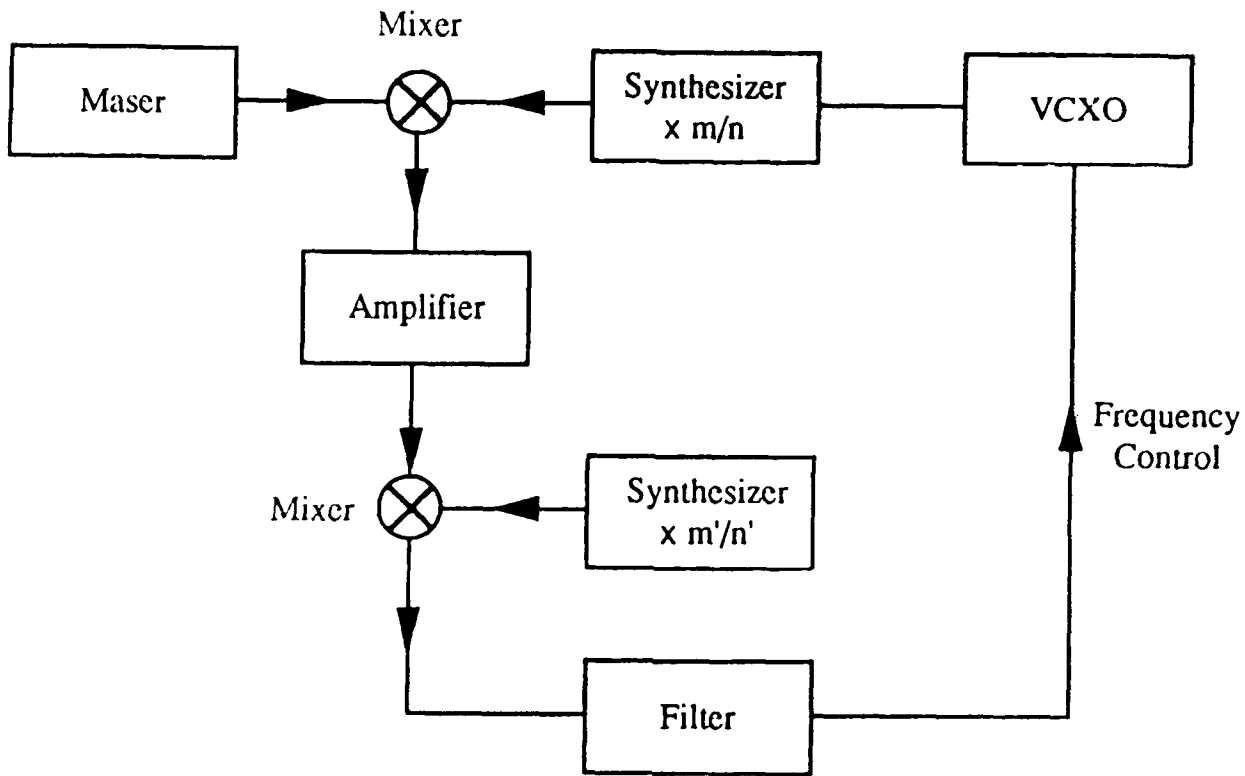 Mixer
Maser
Synthesizer
x m/n
VCXO
Amplifier
Frequency
Control
Mixer
Synthesizer
x m'/n'
Filter